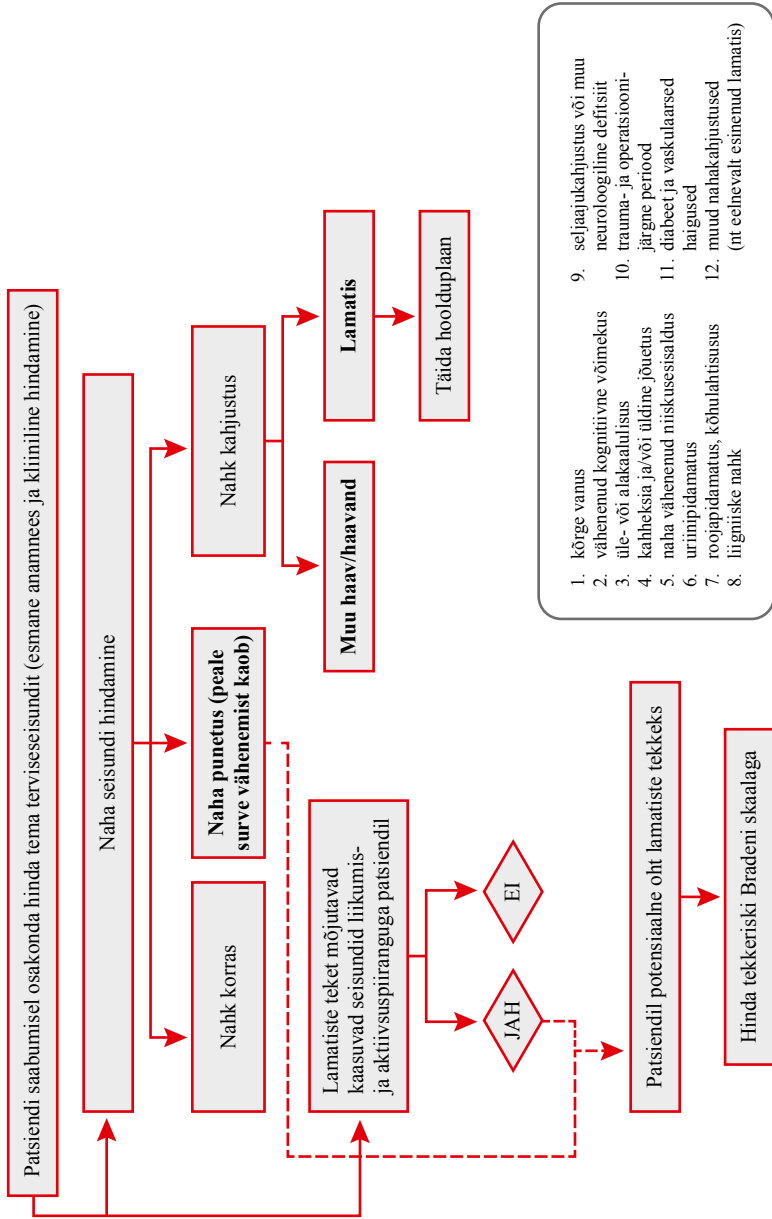 Patsiendi saabumisel osakonda hinda tema terviseseisundit (esmane anamnees ja kliiniline hindamine)
Naha seisundi hindamine
Nahk korras
Naha punetus (peale
surve vähenemist kaob)
Nahk kahjustus
Muu haav/haavand
Lamatis
Täida hoolduplaan
Lamatiste teket mõjutavad
kaasuvad seisundid liikumis-
ja aktiivsuspiiranguga patsiendil
JAH
EI
Patsiendil potensiaalne oht lamatiste tekkeks
Hinda tekkeriski Bradeni skaalaga
1. kõrge vanus
2. vähenenud kognitiivne võimekus
3. üle- või alakaalulisus
4. kahheksia ja/või üldine jõuetus
5. naha vähenenud niiskusesisaldus
6. uriinipidamatus
7. roojapidamatus, kõhulahtisusus
8. liigniiske nahk
9. seljaajukahjustus või muu
neuroloogiline defitsiit
10. trauma- ja operatsiooni-
järgne periood
11. diabeet ja vaskulaarsed
haigused
12. muud nahakahjustused
(nt eelnevalt esinenud lamatis)